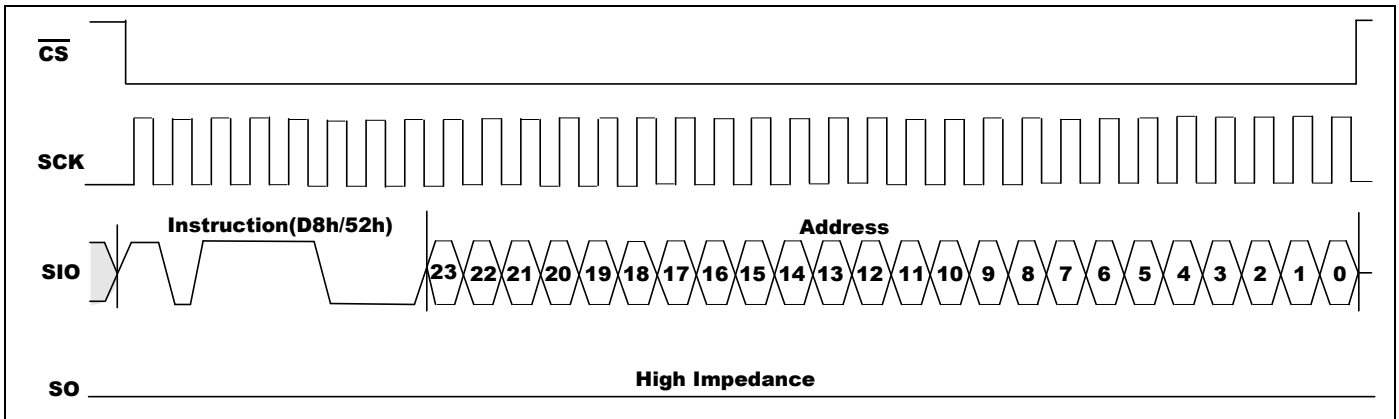 CS
SCK
Instruction(D8h/52h) Address
SIO 23 22 21 20 19 18 17 16 15 14 13 12 11 10 9 8 7 6 5 4 3 2 1 0
SO High Impedance